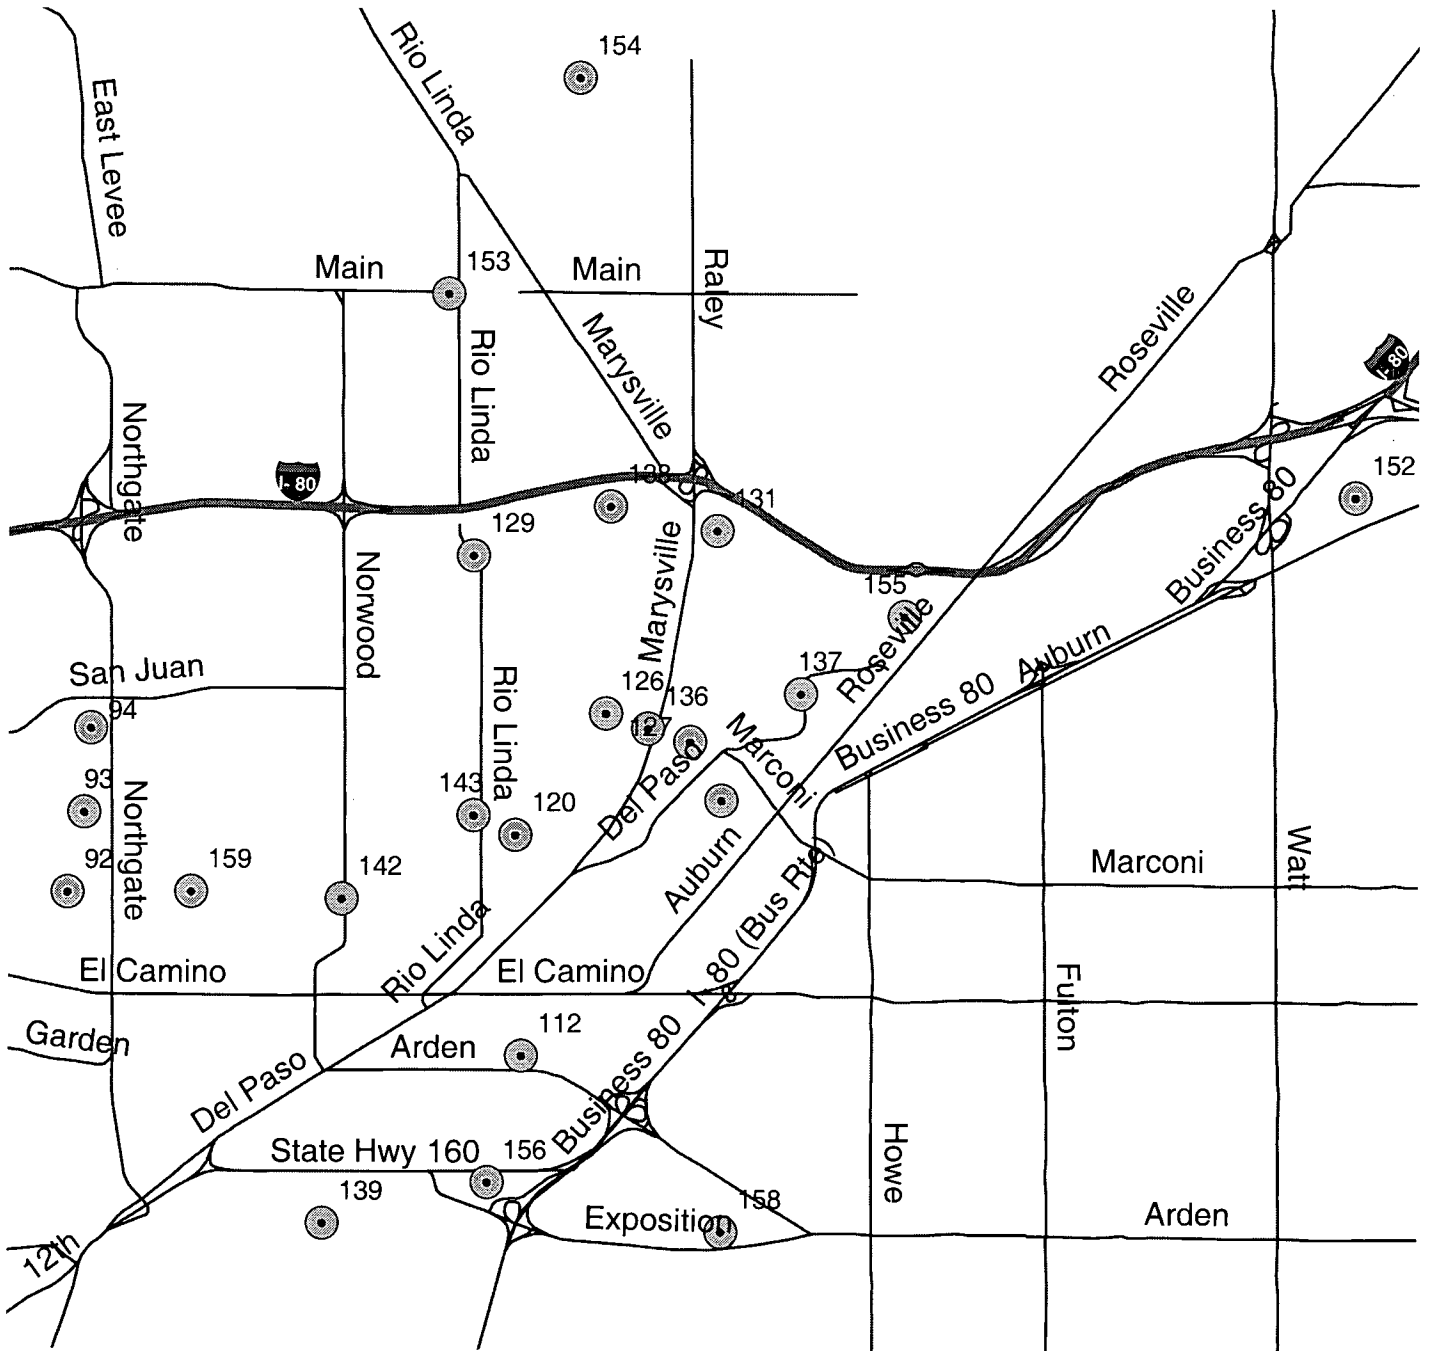 154
Rio Linda
East Levee
153
Main
Main
Raley
Rio Linda
Marysville
Roseville
I-80
Northgate
I-80
138
131
152
129
Business 80
Norwood
Marysville
155
Roseville
Auburn
San Juan
137
126
136
94
127
Rio Linda
Marconi
Business 80
Del Paso
93
143
120
Northgate
92
159
142
Auburn
Marconi
Watt
I 80 (Bus Rte)
Rio Linda
El Camino
El Camino
Fulton
Garden
112
Arden
Business 80
Del Paso
State Hwy 160
156
Howe
139
158
Exposition
Arden
12th